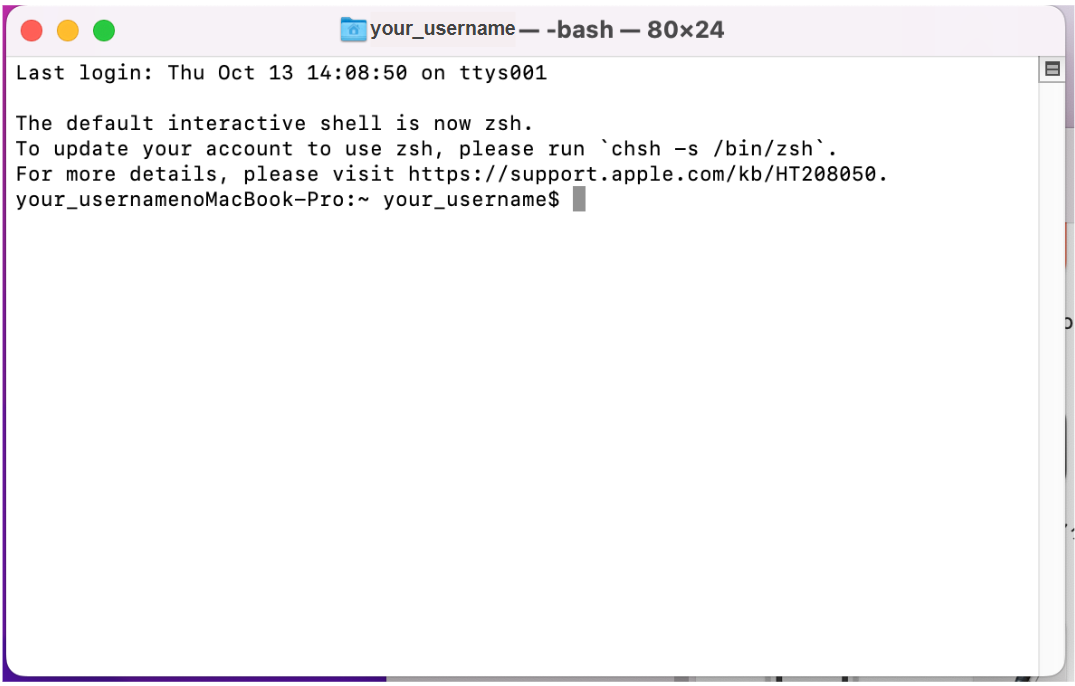 your_username — -bash — 80×24
Last login: Thu Oct 13 14:08:50 on ttys001
The default interactive shell is now zsh.
To update your account to use zsh, please run `chsh -s /bin/zsh`.
For more details, please visit https://support.apple.com/kb/HT208050.
your_usernamenoMacBook-Pro:~ your_username$